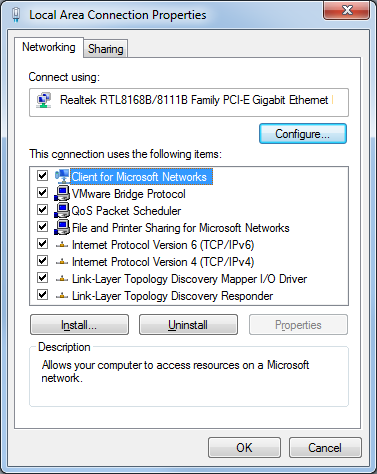 Local Area Connection Properties
Networking
Sharing
Connect using:
Realtek RTL8168B/8111B Family PCI-E Gigabit Ethernet
Configure...
This connection uses the following items:
Client for Microsoft Networks
VMware Bridge Protocol
QoS Packet Scheduler
File and Printer Sharing for Microsoft Networks
Internet Protocol Version 6 (TCP/IPv6)
Internet Protocol Version 4 (TCP/IPv4)
Link-Layer Topology Discovery Mapper I/O Driver
Link-Layer Topology Discovery Responder
Install...
Uninstall
Properties
Description
Allows your computer to access resources on a Microsoft
network.
OK
Cancel